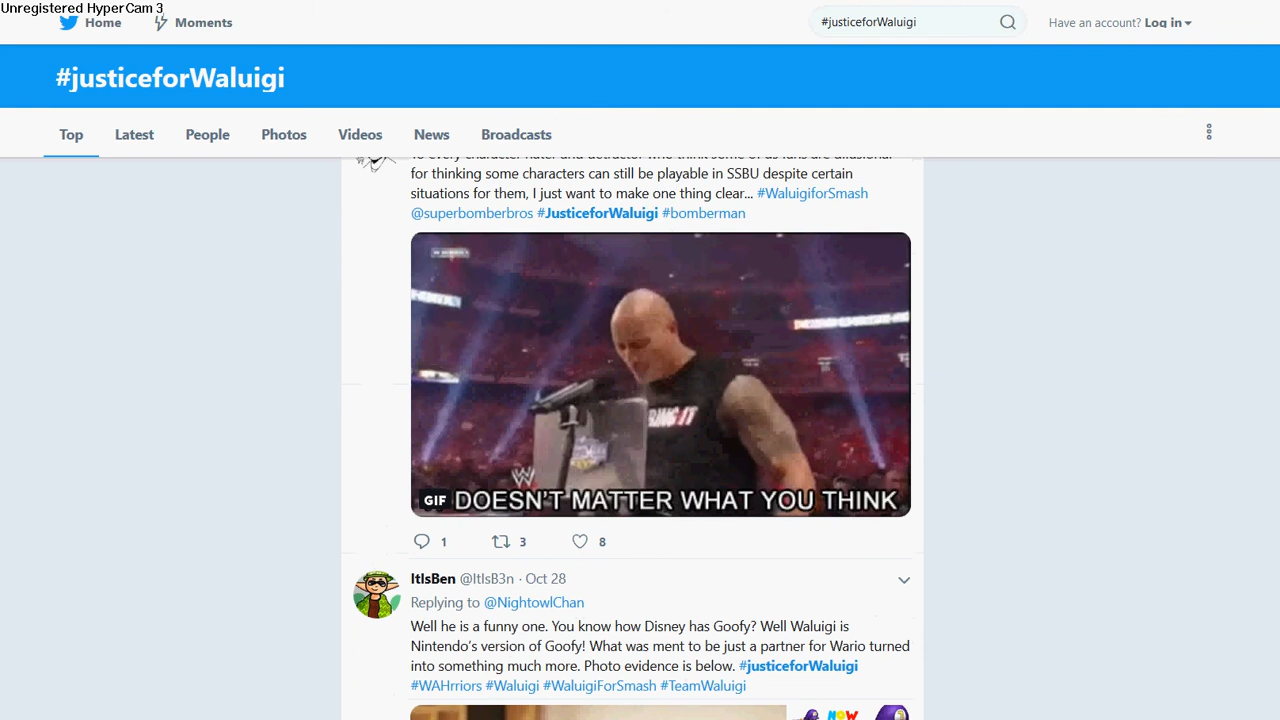 Unregistered HyperCam 3
Home
Moments
#justiceforWaluigi
Have an account? Log in
#justiceforWaluigi
Top
Latest
People
Photos
Videos
News
Broadcasts
for thinking some characters can still be playable in SSBU despite certain
situations for them, I just want to make one thing clear... #WaluigiforSmash
@superbomberbros #JusticeforWaluigi #bomberman
BRING IT
W
GIF
DOESN'T MATTER WHAT YOU THINK
1
3
8
ItIsBen @ItIsB3n · Oct 28
Replying to @NightowlChan
Well he is a funny one. You know how Disney has Goofy? Well Waluigi is
Nintendo's version of Goofy! What was ment to be just a partner for Wario turned
into something much more. Photo evidence is below. #justiceforWaluigi
#WAHrriors #Waluigi #WaluigiForSmash #TeamWaluigi
NOW